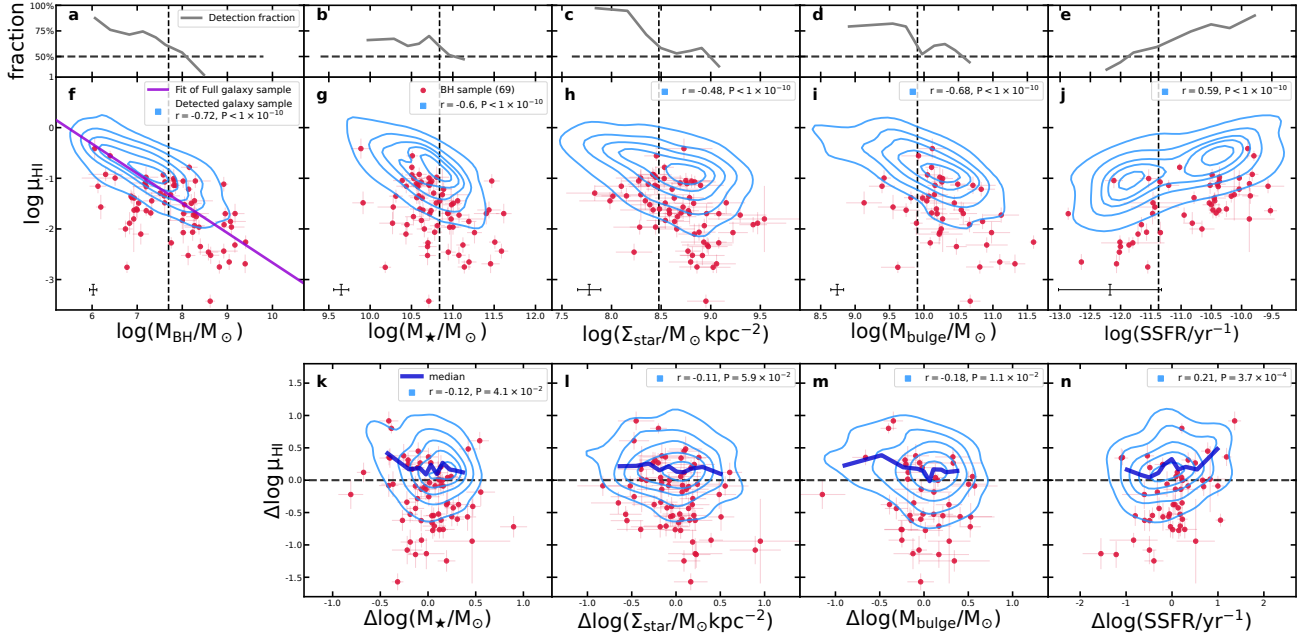 a
b
c
d
e
fraction
100%
50%
1
Detection fraction
f
g
h
i
j
Fit of Full galaxy sample
Detected galaxy sample
r = -0.72, P < 1 × 10⁻¹⁰
BH sample (69)
r = -0.6, P < 1 × 10⁻¹⁰
r = -0.48, P < 1 × 10⁻¹⁰
r = -0.68, P < 1 × 10⁻¹⁰
r = 0.59, P < 1 × 10⁻¹⁰
log μHI
1
0
-1
-2
-3
6 7 8 9 10
9.5 10.0 10.5 11.0 11.5 12.0
7.5 8.0 8.5 9.0 9.5
8.5 9.0 9.5 10.0 10.5 11.0 11.5
-13.0 -12.5 -12.0 -11.5 -11.0 -10.5 -10.0 -9.5
log(MBH/M⊙)
log(M★/M⊙)
log(Σstar/M⊙ kpc⁻²)
log(Mbulge/M⊙)
log(SSFR/yr⁻¹)
k
l
m
n
median
r = -0.12, P = 4.1 × 10⁻²
r = -0.11, P = 5.9 × 10⁻²
r = -0.18, P = 1.1 × 10⁻²
r = 0.21, P = 3.7 × 10⁻⁴
Δlog μHI
1.5
1.0
0.5
0.0
-0.5
-1.0
-1.5
-1.0 -0.5 0.0 0.5 1.0
-1.0 -0.5 0.0 0.5 1.0
-1.0 -0.5 0.0 0.5 1.0
-2 -1 0 1 2
Δlog(M★/M⊙)
Δlog(Σstar/M⊙kpc⁻²)
Δlog(Mbulge/M⊙)
Δlog(SSFR/yr⁻¹)